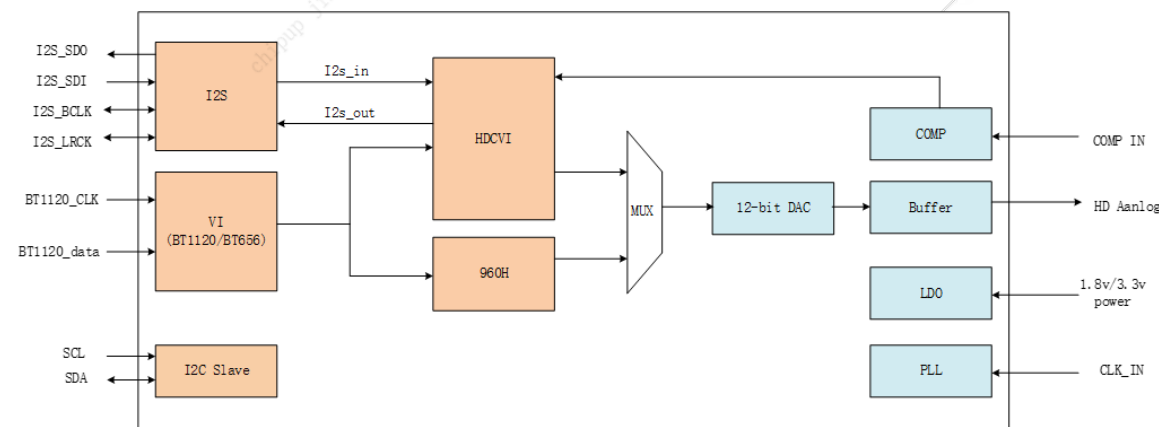 chipup
I2S_SDO
I2S_SDI
I2S_BCLK
I2S_LRCK
I2S
I2s_in
I2s_out
HDCVI
COMP
COMP IN
BT1120_CLK
BT1120_data
VI
(BT1120/BT656)
MUX
12-bit DAC
Buffer
HD Aanlog
960H
LDO
1.8v/3.3v
power
SCL
SDA
I2C Slave
PLL
CLK_IN